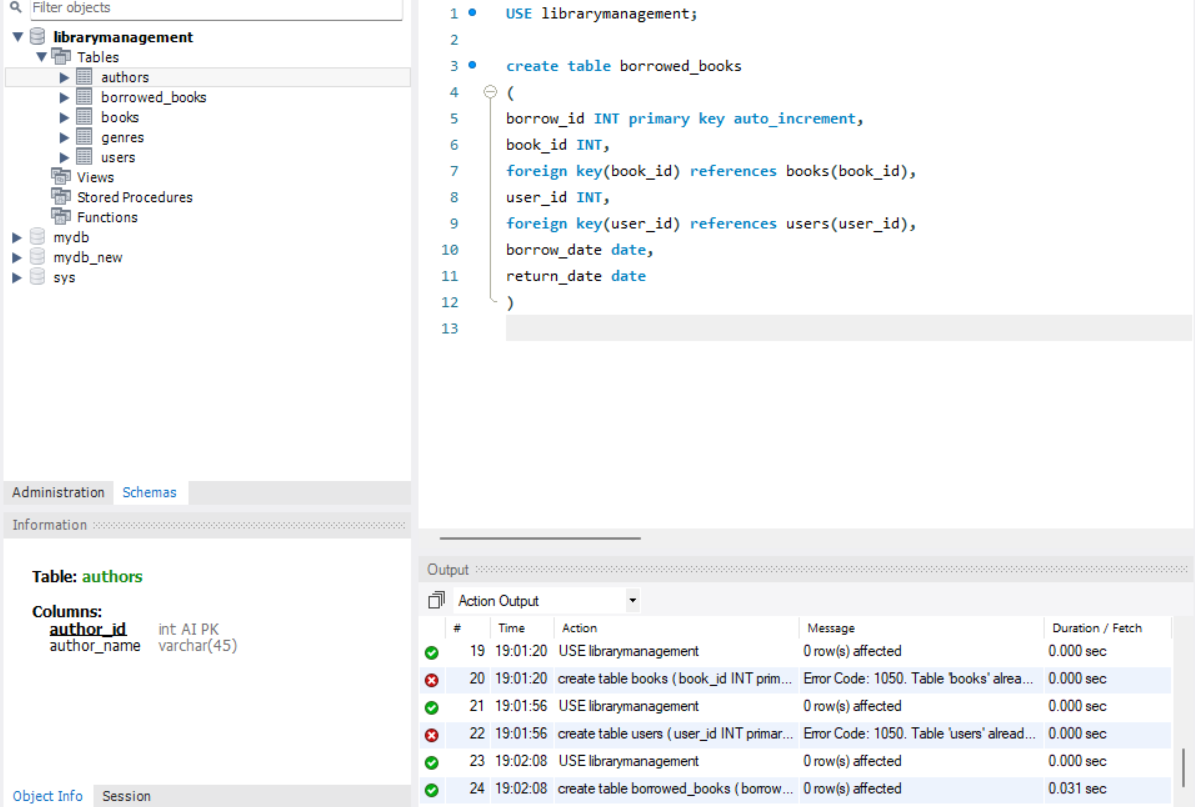 Filter objects
librarymanagement
Tables
authors
borrowed_books
books
genres
users
Views
Stored Procedures
Functions
mydb
mydb_new
sys
Administration Schemas
Information
Table: authors
Columns:
author_id int AI PK
author_name varchar(45)
Object Info Session
1 USE librarymanagement;
2
3 create table borrowed_books
4 (
5 borrow_id INT primary key auto_increment,
6 book_id INT,
7 foreign key(book_id) references books(book_id),
8 user_id INT,
9 foreign key(user_id) references users(user_id),
10 borrow_date date,
11 return_date date
12 )
13
Output
Action Output
# Time Action Message Duration / Fetch
19 19:01:20 USE librarymanagement 0 row(s) affected 0.000 sec
20 19:01:20 create table books ( book_id INT prim... Error Code: 1050. Table 'books' alrea... 0.000 sec
21 19:01:56 USE librarymanagement 0 row(s) affected 0.000 sec
22 19:01:56 create table users ( user_id INT primar... Error Code: 1050. Table 'users' alread... 0.000 sec
23 19:02:08 USE librarymanagement 0 row(s) affected 0.000 sec
24 19:02:08 create table borrowed_books ( borrow... 0 row(s) affected 0.031 sec